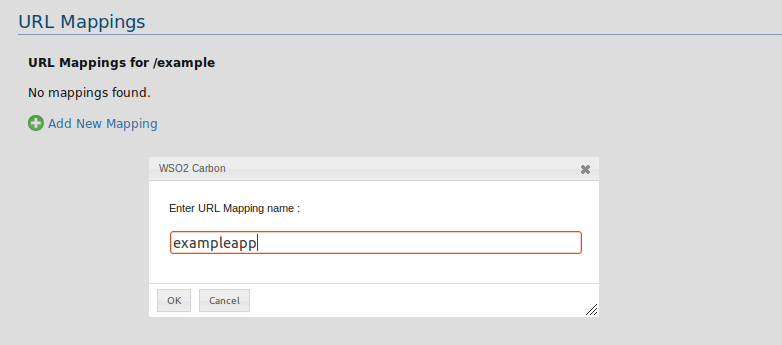 URL Mappings
URL Mappings for /example
No mappings found.
Add New Mapping
WSO2 Carbon
Enter URL Mapping name :
exampleapp
OK Cancel